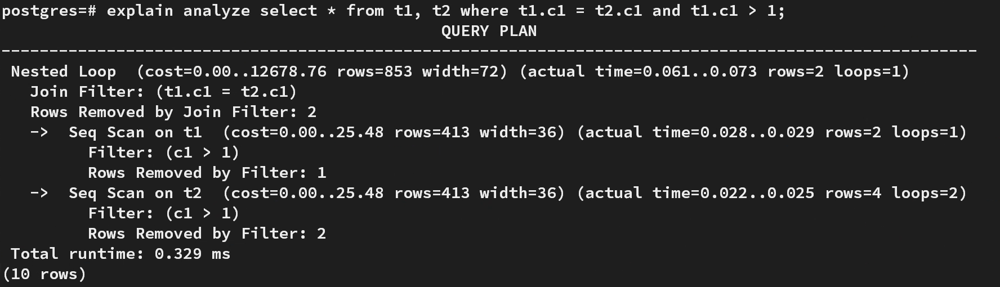 postgres=# explain analyze select * from t1, t2 where t1.c1 = t2.c1 and t1.c1 > 1;
                                              QUERY PLAN
------------------------------------------------------------------------------------------------------
 Nested Loop  (cost=0.00..12678.76 rows=853 width=72) (actual time=0.061..0.073 rows=2 loops=1)
   Join Filter: (t1.c1 = t2.c1)
   Rows Removed by Join Filter: 2
   ->  Seq Scan on t1  (cost=0.00..25.48 rows=413 width=36) (actual time=0.028..0.029 rows=2 loops=1)
         Filter: (c1 > 1)
         Rows Removed by Filter: 1
   ->  Seq Scan on t2  (cost=0.00..25.48 rows=413 width=36) (actual time=0.022..0.025 rows=4 loops=2)
         Filter: (c1 > 1)
         Rows Removed by Filter: 2
 Total runtime: 0.329 ms
(10 rows)